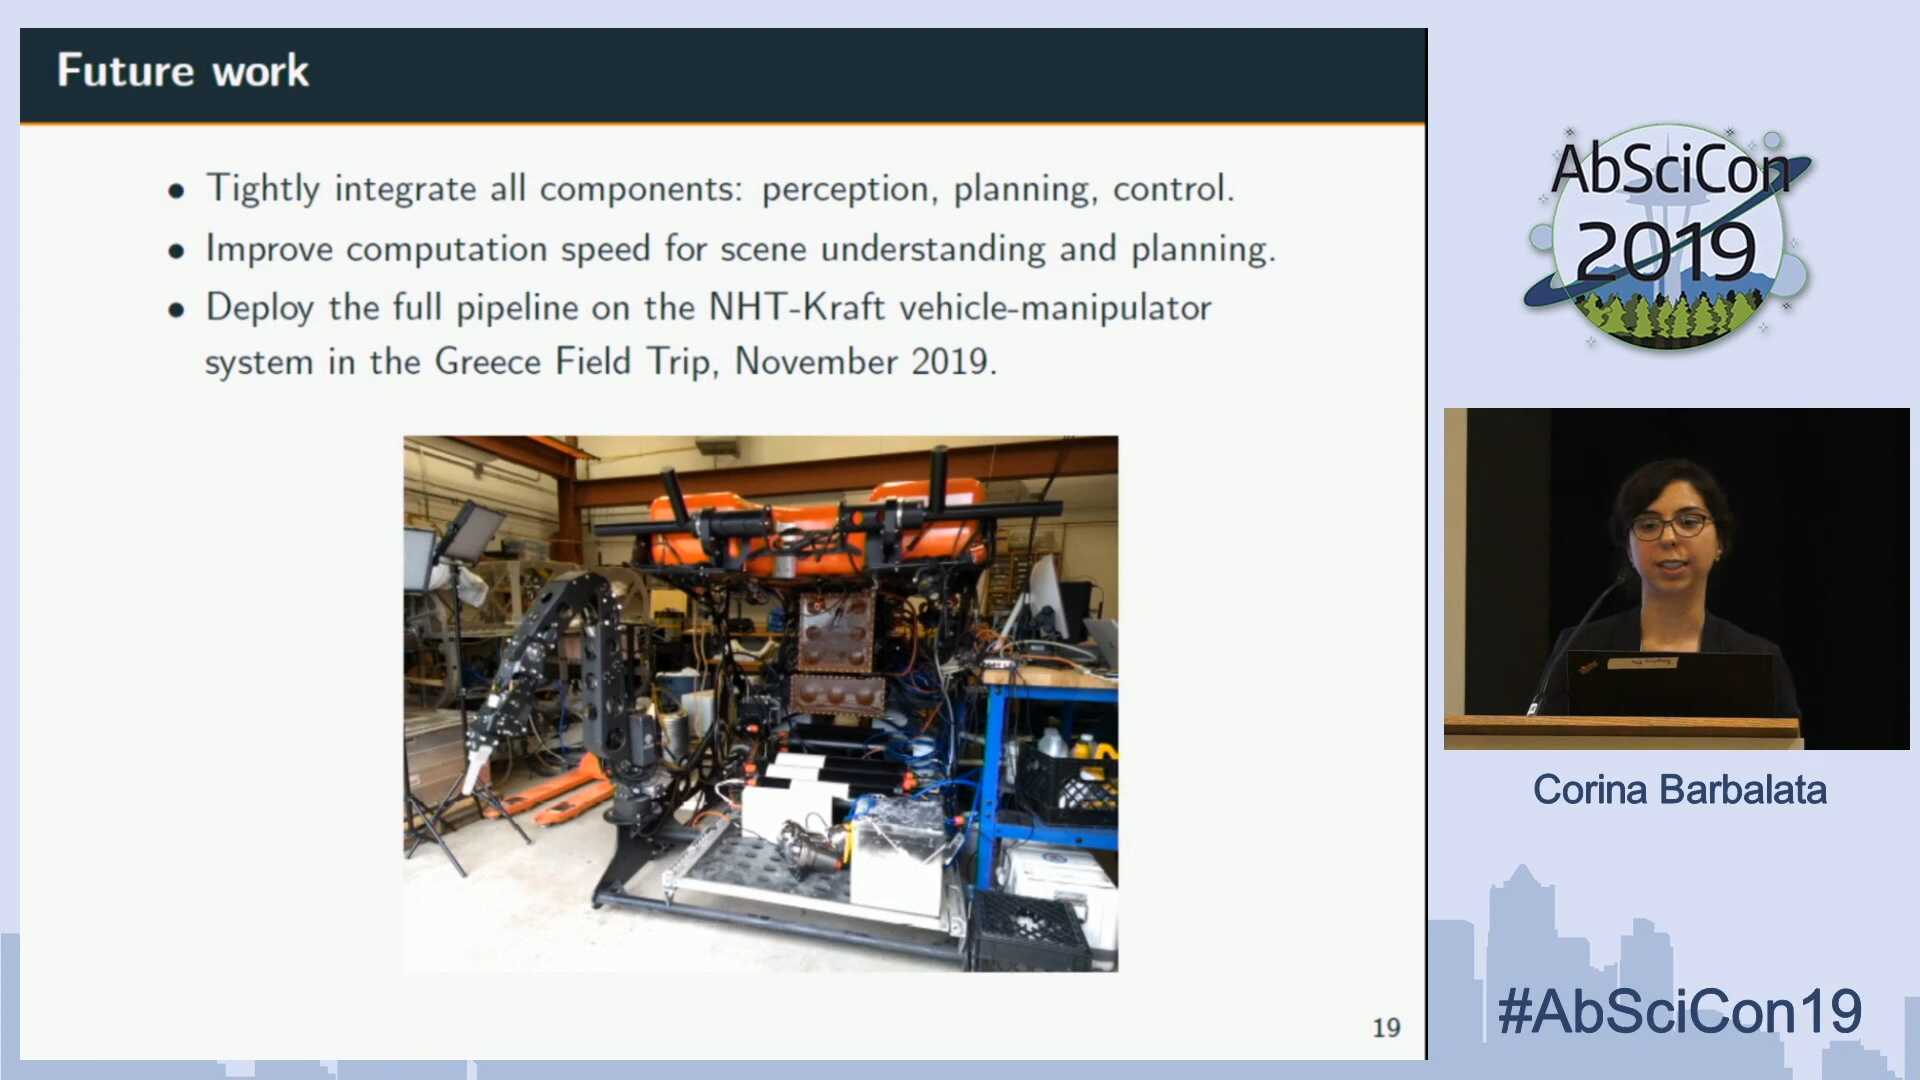 Future work
• Tightly integrate all components: perception, planning, control.
• Improve computation speed for scene understanding and planning.
• Deploy the full pipeline on the NHT-Kraft vehicle-manipulator
system in the Greece Field Trip, November 2019.
19
AbSciCon
2019
Corina Barbalata
#AbSciCon19